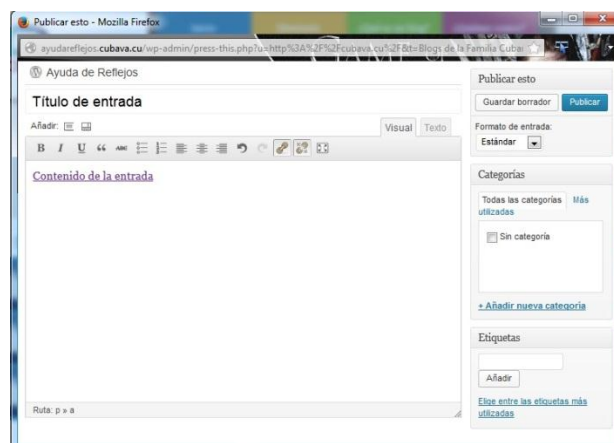 Publicar esto - Mozilla Firefox
ayudareflejos.cubava.cu/wp-admin/press-this.php?u=http%3A%2F%2Fcubava.cu%2F&t=Blogs de la Familia Cuba
Ayuda de Reflejos
Título de entrada
Añadir:
Visual Texto
B I U ABC
Contenido de la entrada
Ruta: p » a
Publicar esto
Guardar borrador Publicar
Formato de entrada:
Estándar
Categorías
Todas las categorías Más
utilizadas
Sin categoría
+ Añadir nueva categoría
Etiquetas
Añadir
Elige entre las etiquetas más
utilizadas